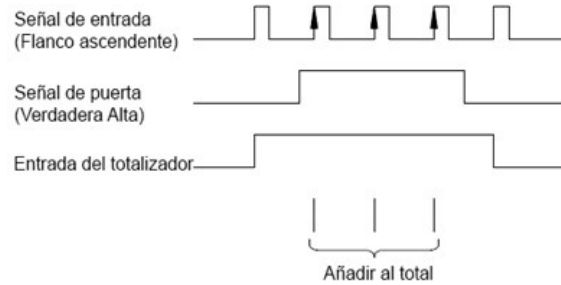 Señal de entrada
(Flanco ascendente)
Señal de puerta
(Verdadera Alta)
Entrada del totalizador
Añadir al total